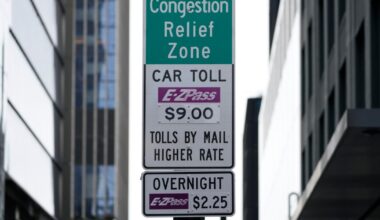 Congestion
Relief
Zone
CAR TOLL
E-ZPass
$9.00
TOLLS BY MAIL
HIGHER RATE
OVERNIGHT
E-ZPass $2.25